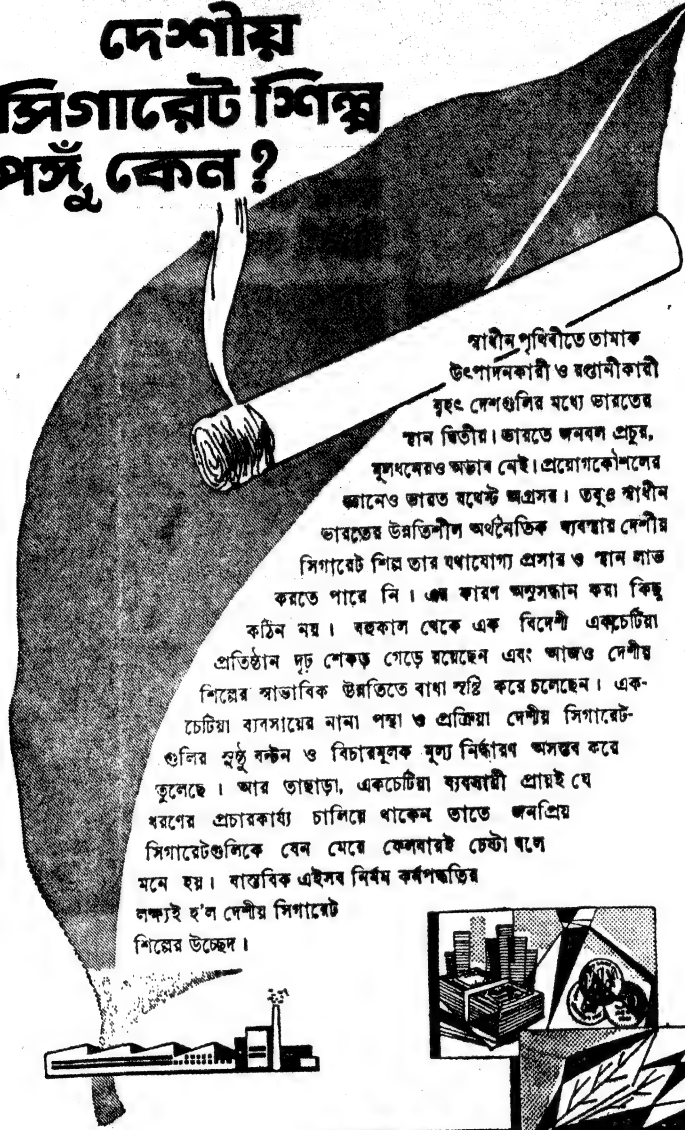 দেশীয়
সিগারেট শিল্প
পঙ্গু কেন ?
স্বাধীন পৃথিবীতে তামাক
উৎপাদনকারী ও রপ্তানীকারী
বৃহৎ দেশগুলির মধ্যে ভারতের
স্থান দ্বিতীয়। ভারতে জনবল প্রচুর,
মূলধনেরও অভাব নেই। প্রয়োগকৌশলের
জ্ঞানেও ভারত যথেষ্ট অগ্রসর। তবুও স্বাধীন
ভারতের উন্নতিশীল অর্থনৈতিক ব্যবস্থায় দেশীয়
সিগারেট শিল্প তার যথাযোগ্য প্রসার ও স্থান লাভ
করতে পারে নি। এর কারণ অনুসন্ধান করা কিছু
কঠিন নয়। বহুকাল থেকে এক বিদেশী একচেটিয়া
প্রতিষ্ঠান দৃঢ় শেকড় গেড়ে রয়েছেন এবং আজও দেশীয়
শিল্পের স্বাভাবিক উন্নতিতে বাধা সৃষ্টি করে চলেছেন। এক-
চেটিয়া ব্যবসায়ের নানা পন্থা ও প্রক্রিয়া দেশীয় সিগারেট-
গুলির সুষ্ঠু বন্টন ও বিচারমূলক মূল্য নির্দ্ধারণ অসম্ভব করে
তুলেছে। আর তাছাড়া, একচেটিয়া ব্যবসায়ী প্রায়ই যে
ধরণের প্রচারকার্য্য চালিয়ে থাকেন তাতে জনপ্রিয়
সিগারেটগুলিকে যেন মেরে ফেলবারই চেষ্টা বলে
মনে হয়। বাস্তবিক এইসব নির্মম কর্মপদ্ধতির
লক্ষ্যই হ'ল দেশীয় সিগারেট
শিল্পের উচ্ছেদ।